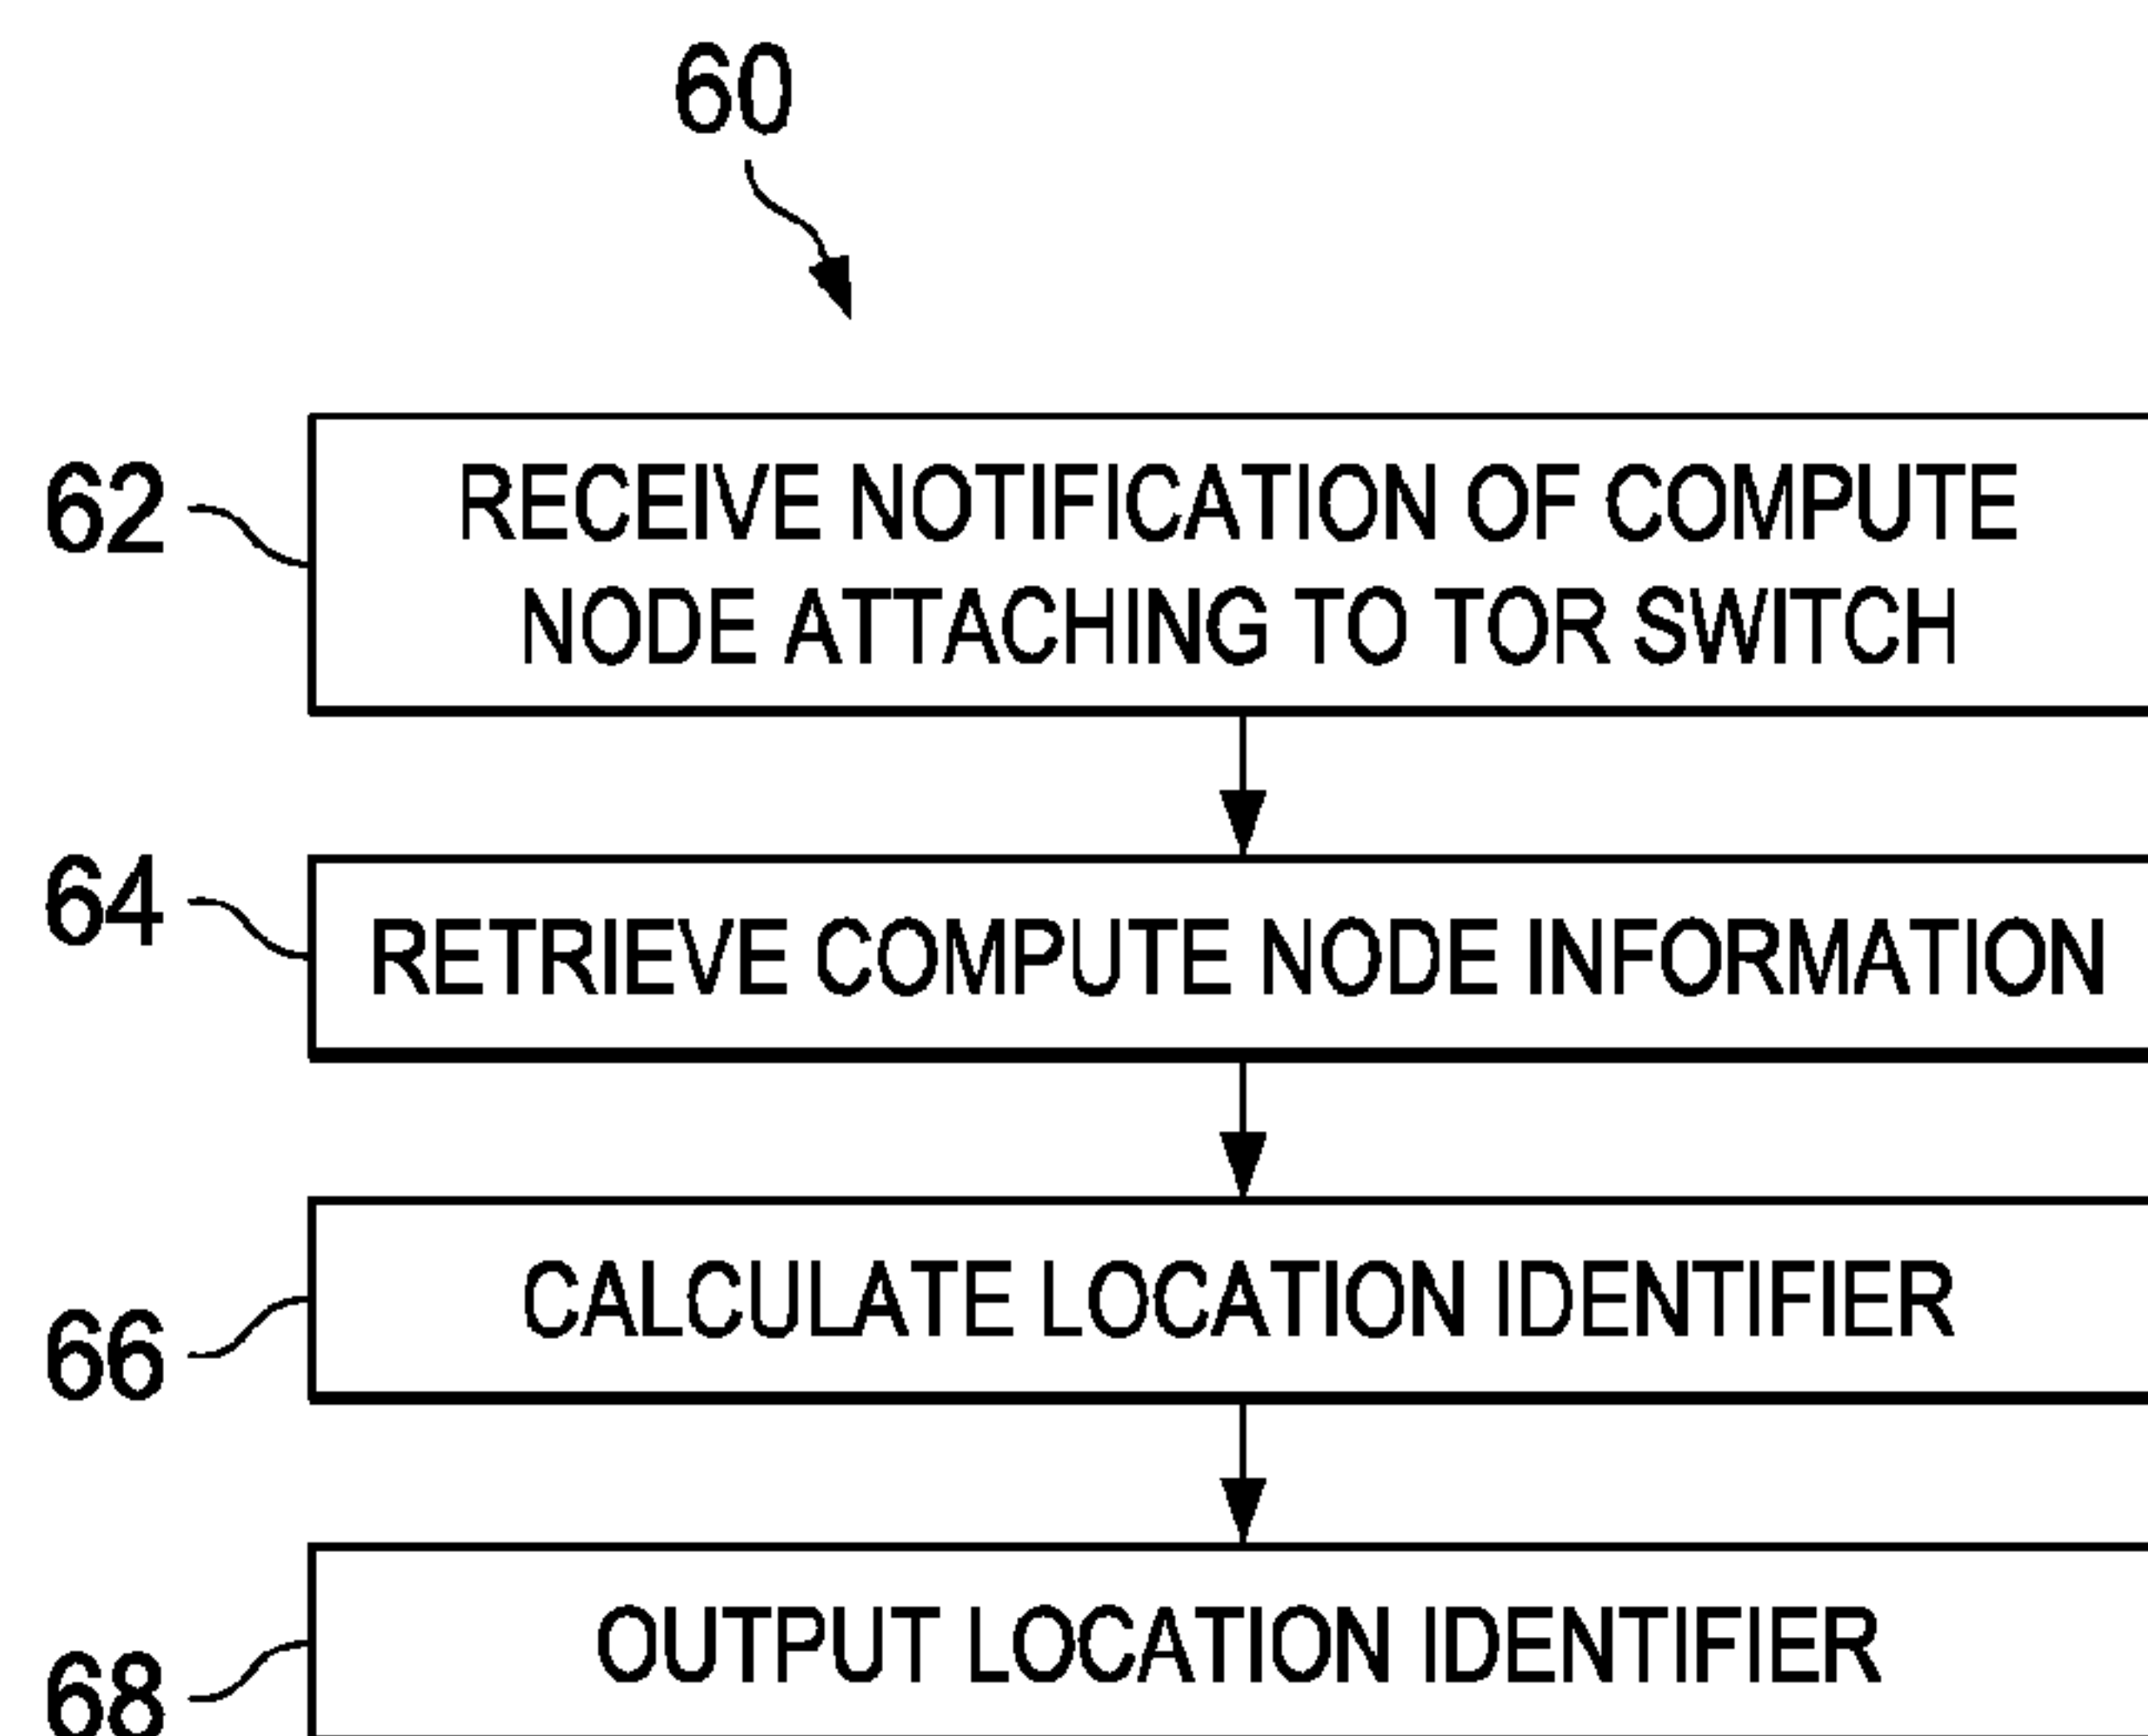 60
62
RECEIVE NOTIFICATION OF COMPUTE
NODE ATTACHING TO TOR SWITCH
64
RETRIEVE COMPUTE NODE INFORMATION
66
CALCULATE LOCATION IDENTIFIER
68
OUTPUT LOCATION IDENTIFIER